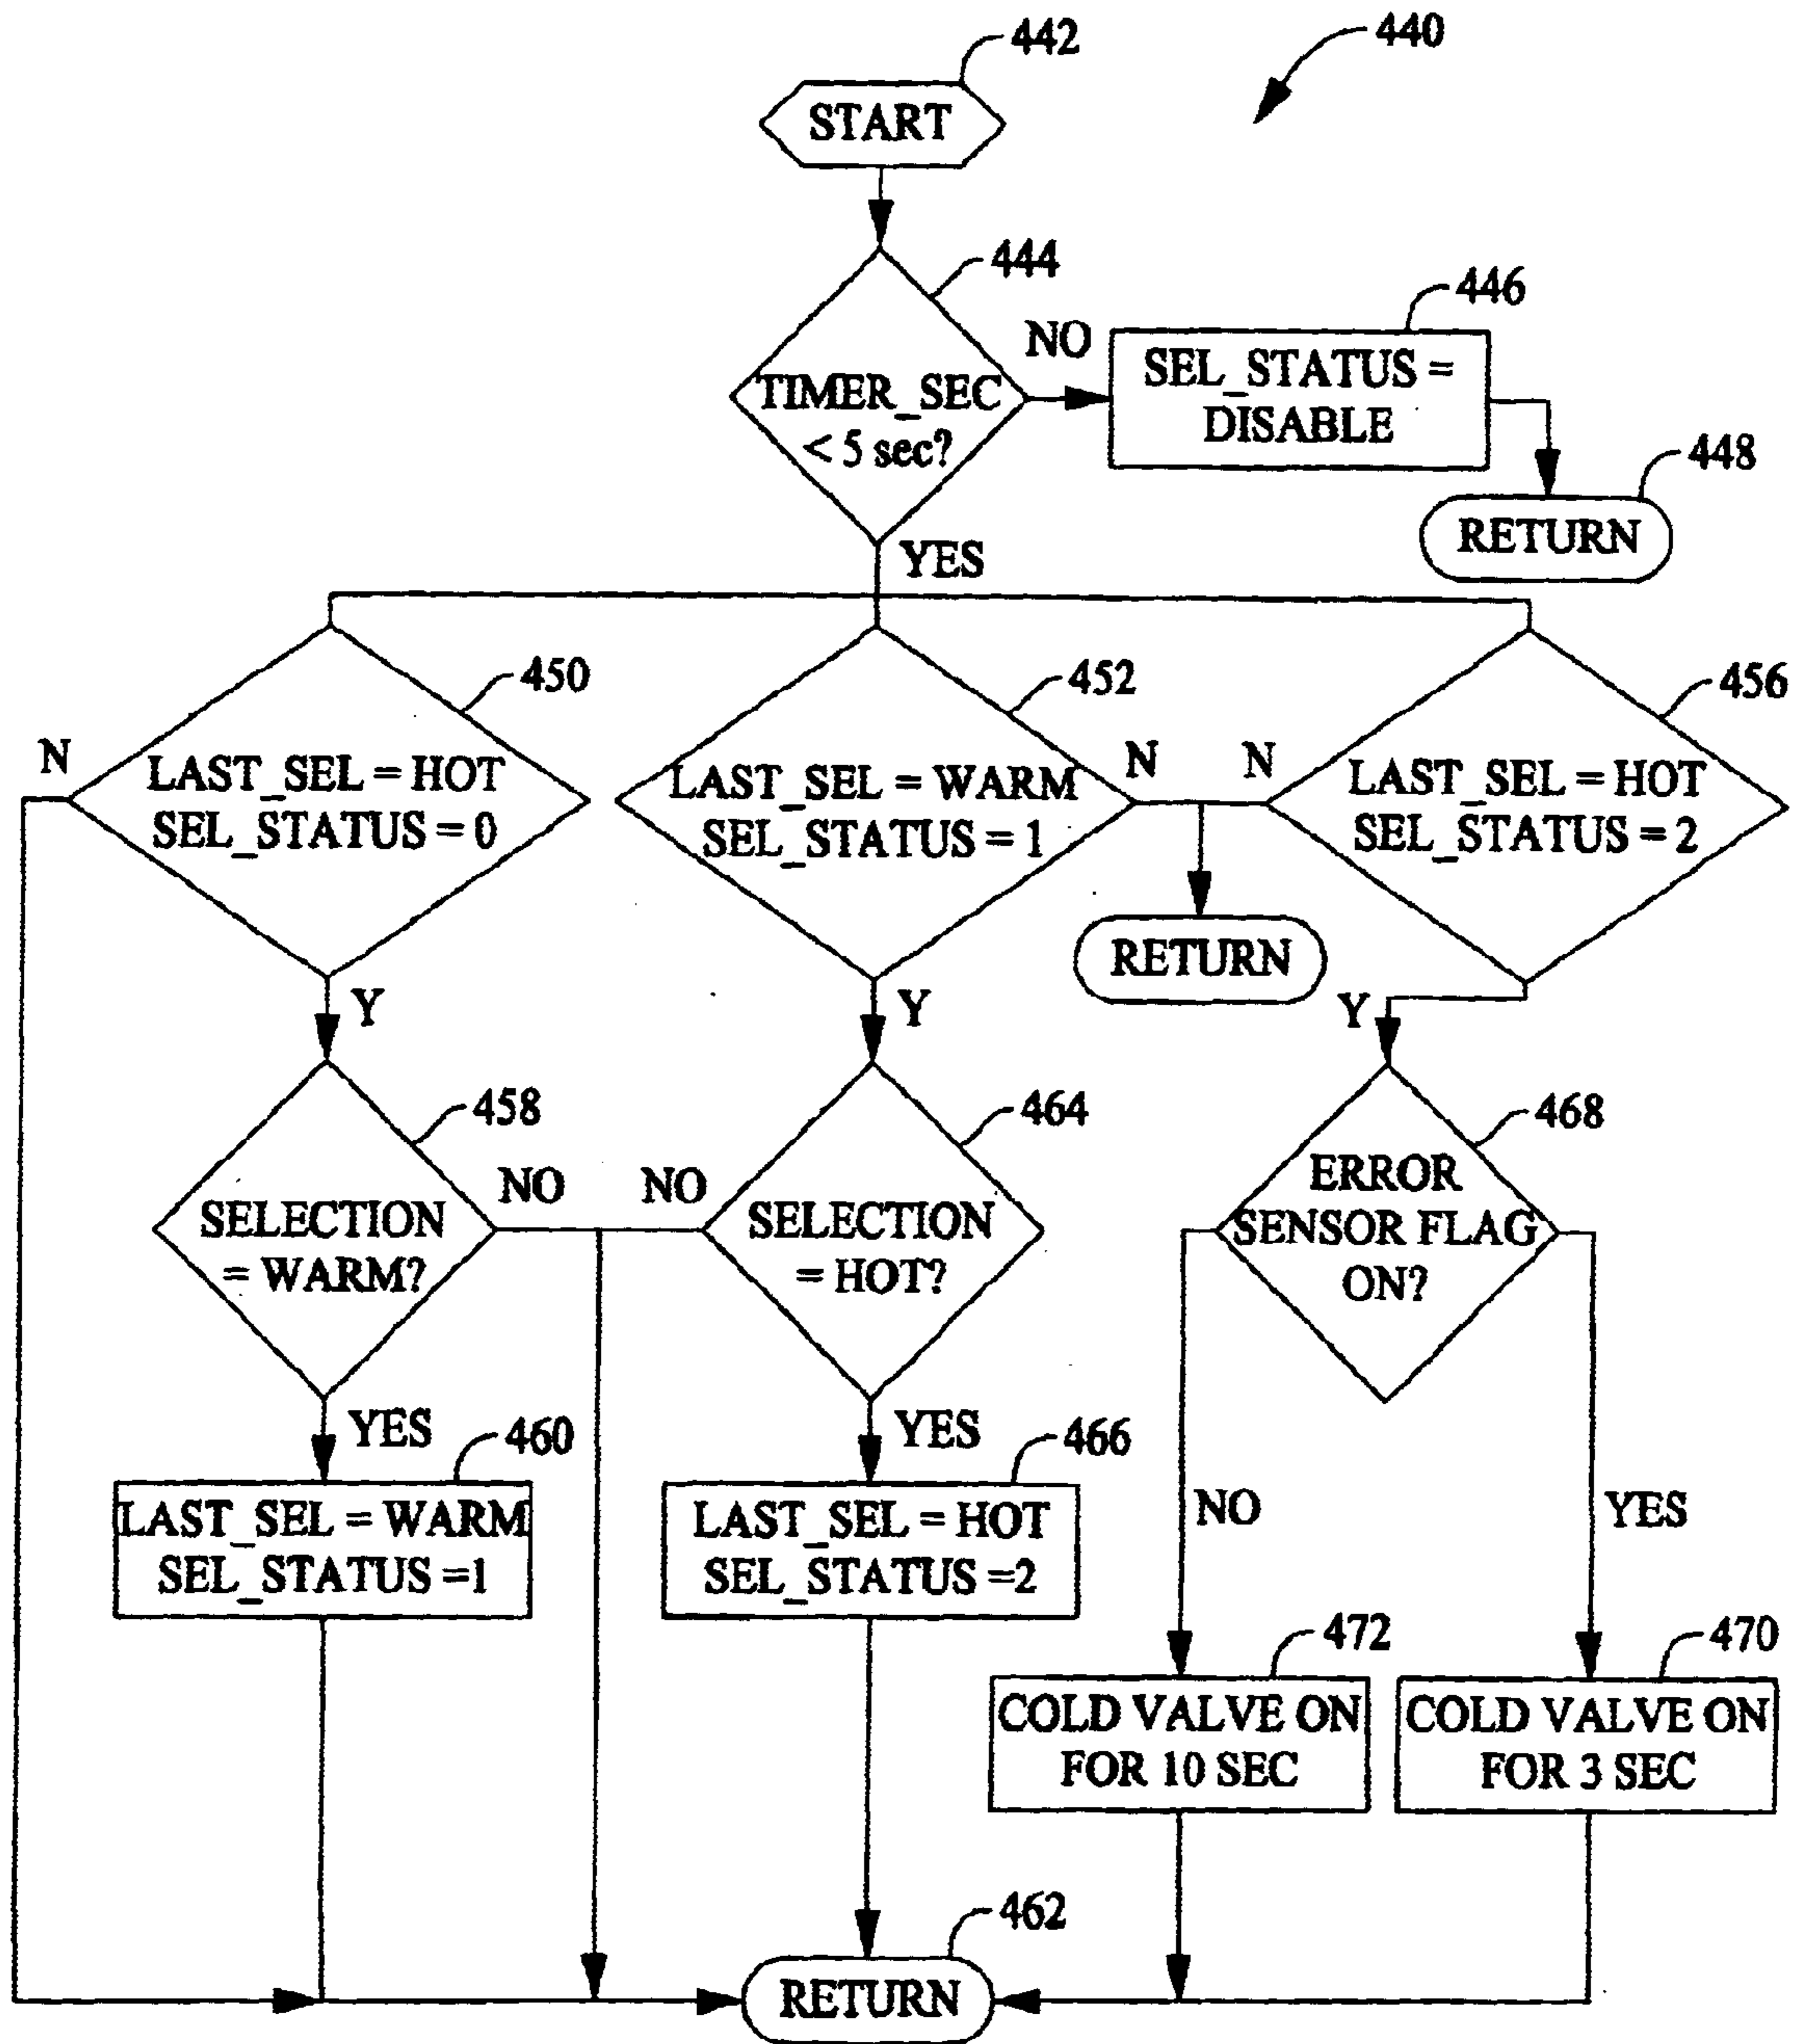 442
440
START
444
446
NO
SEL_STATUS =
DISABLE
TIMER_SEC
< 5 sec?
448
RETURN
YES
450
452
456
N
LAST_SEL = HOT
SEL_STATUS = 0
LAST_SEL = WARM
SEL_STATUS = 1
N
N
LAST_SEL = HOT
SEL_STATUS = 2
RETURN
Y
Y
Y
458
464
468
SELECTION
= WARM?
NO
NO
SELECTION
= HOT?
ERROR
SENSOR FLAG
ON?
YES
460
YES
466
NO
YES
LAST_SEL = WARM
SEL_STATUS =1
LAST_SEL = HOT
SEL_STATUS =2
472
470
COLD VALVE ON
FOR 10 SEC
COLD VALVE ON
FOR 3 SEC
462
RETURN